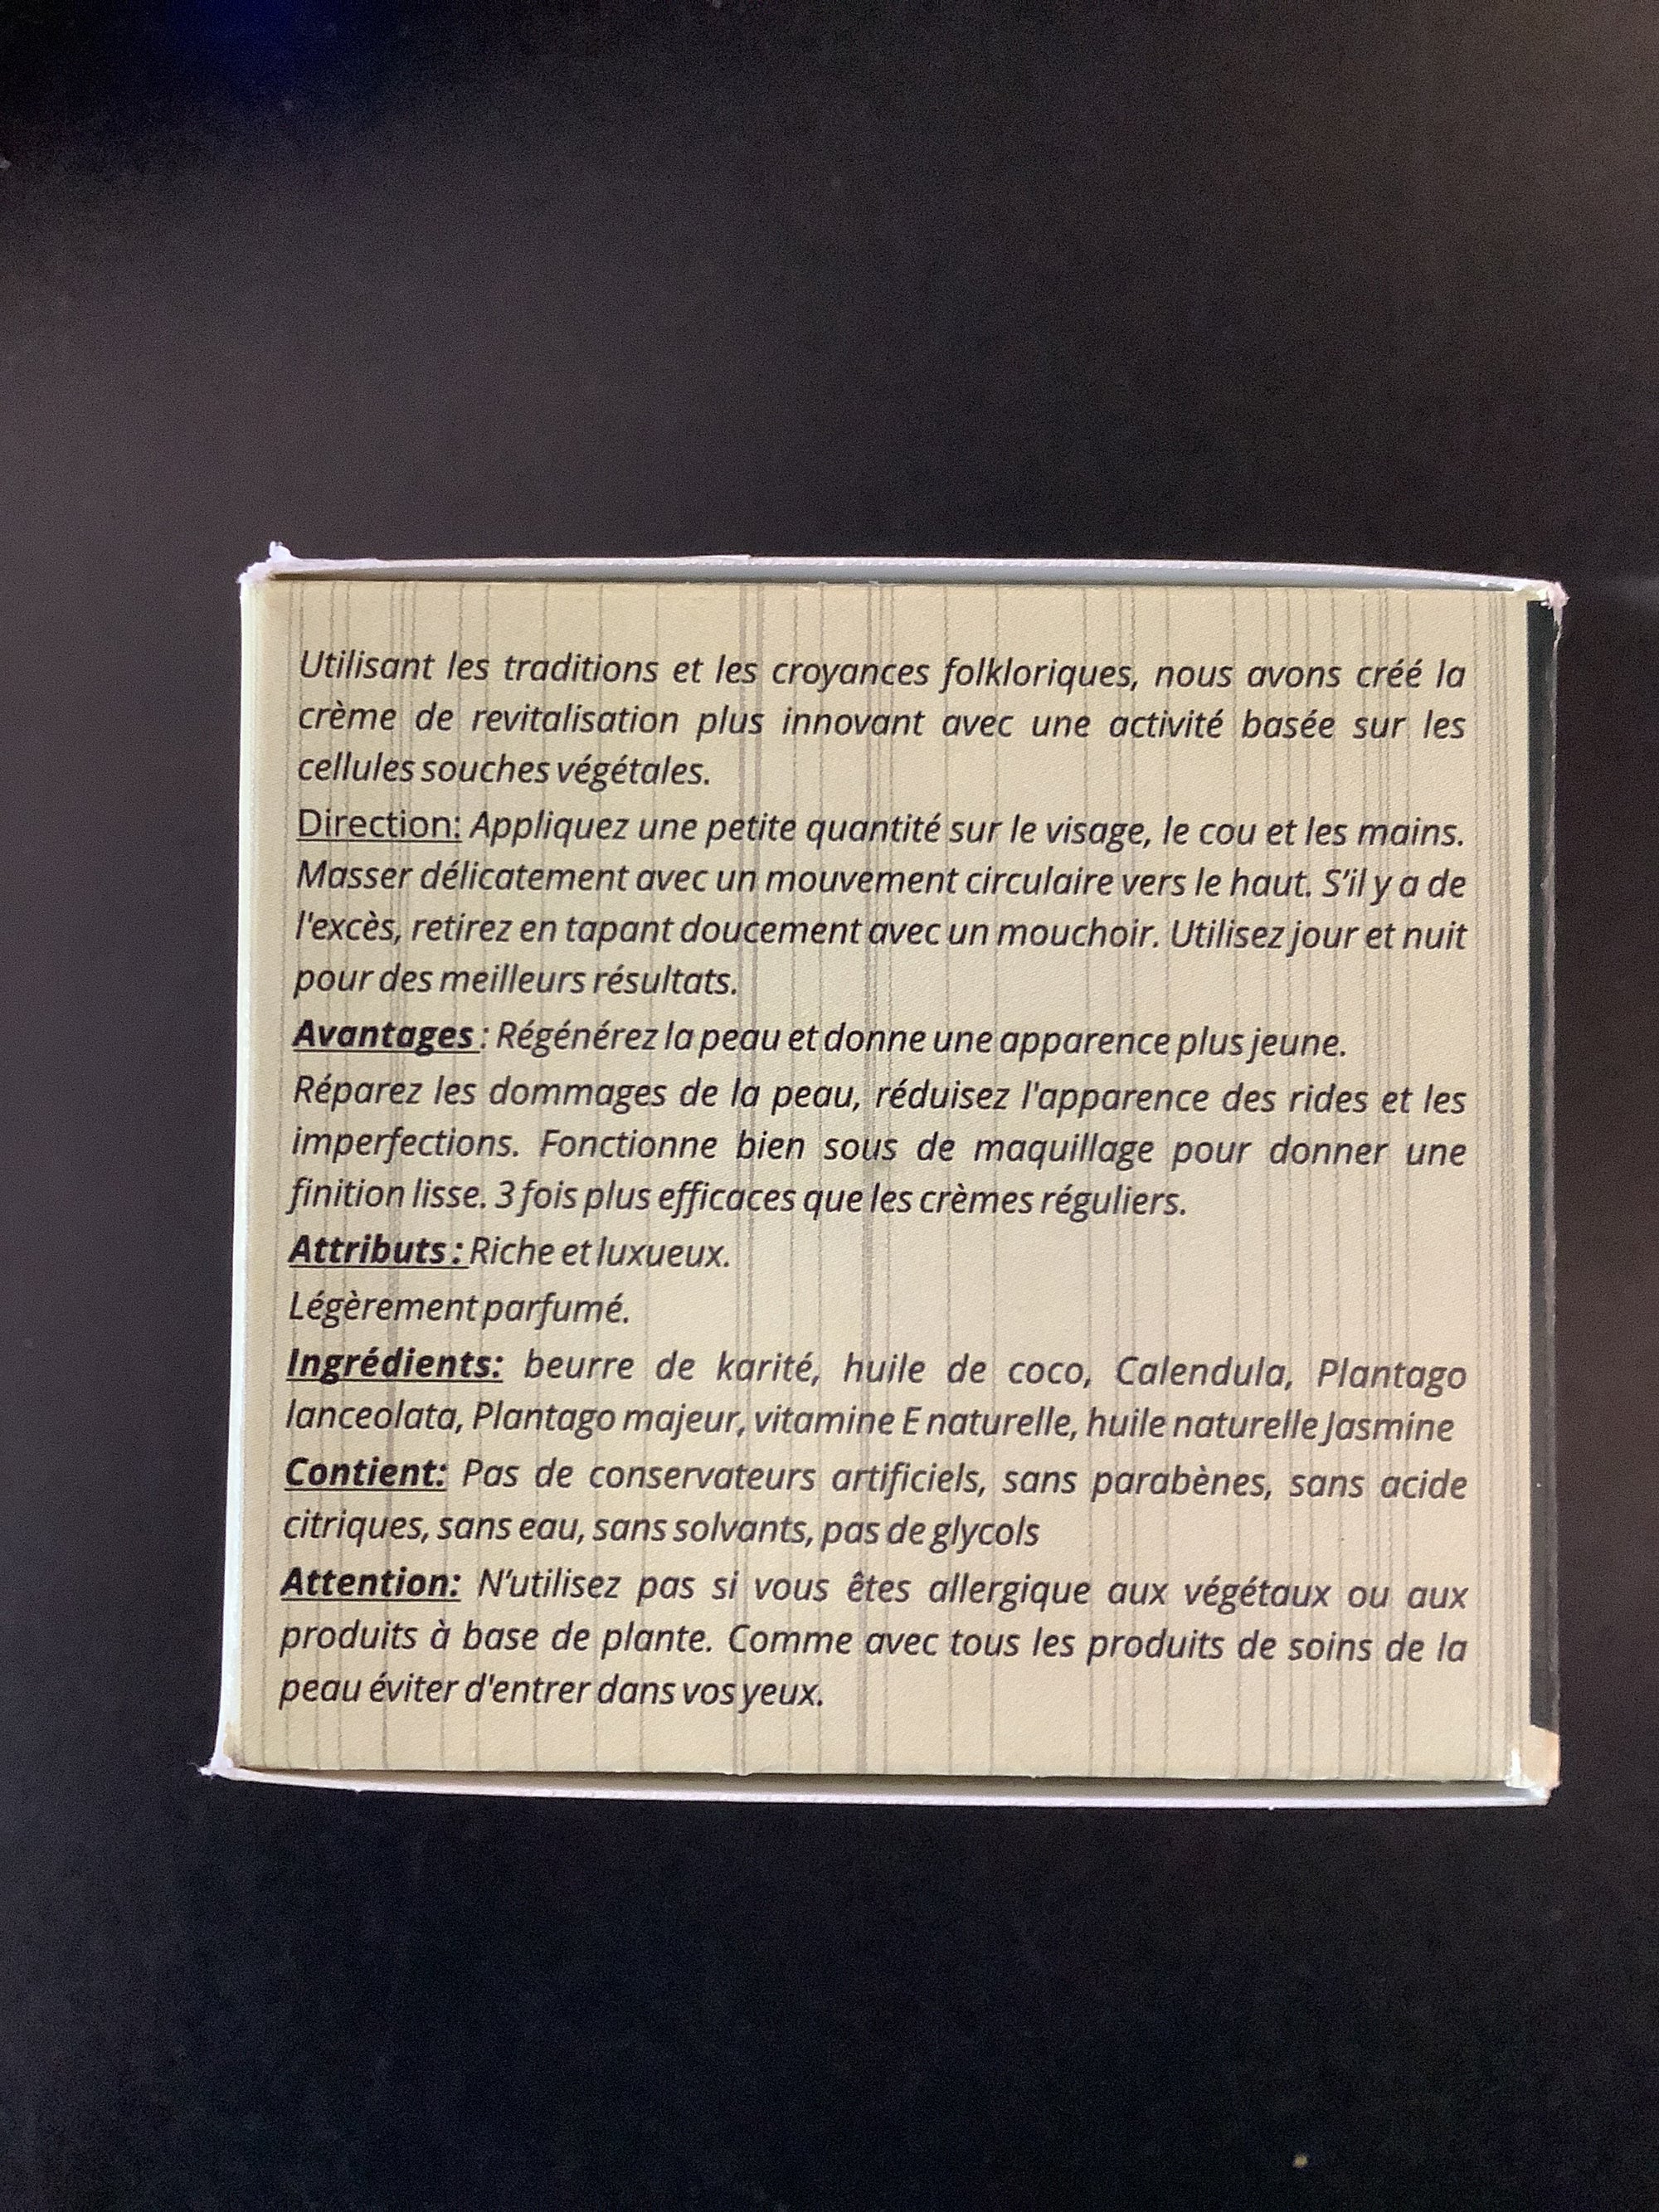 Utilisant les traditions et les croyances folkloriques, nous avons créé la
crème de revitalisation plus innovant avec une activité basée sur les
cellules souches végétales.
Direction: Appliquez une petite quantité sur le visage, le cou et les mains.
Masser délicatement avec un mouvement circulaire vers le haut. S'il y a de
l'excès, retirez en tapant doucement avec un mouchoir. Utilisez jour et nuit
pour des meilleurs résultats.
Avantages : Régénérez la peau et donne une apparence plus jeune.
Réparez les dommages de la peau, réduisez l'apparence des rides et les
imperfections. Fonctionne bien sous de maquillage pour donner une
finition lisse. 3 fois plus efficaces que les crèmes réguliers.
Attributs : Riche et luxueux.
Légèrement parfumé.
Ingrédients: beurre de karité, huile de coco, Calendula, Plantago
lanceolata, Plantago majeur, vitamine E naturelle, huile naturelle Jasmine
Contient: Pas de conservateurs artificiels, sans parabènes, sans acide
citriques, sans eau, sans solvants, pas de glycols
Attention: N'utilisez pas si vous êtes allergique aux végétaux ou aux
produits à base de plante. Comme avec tous les produits de soins de la
peau éviter d'entrer dans vos yeux.